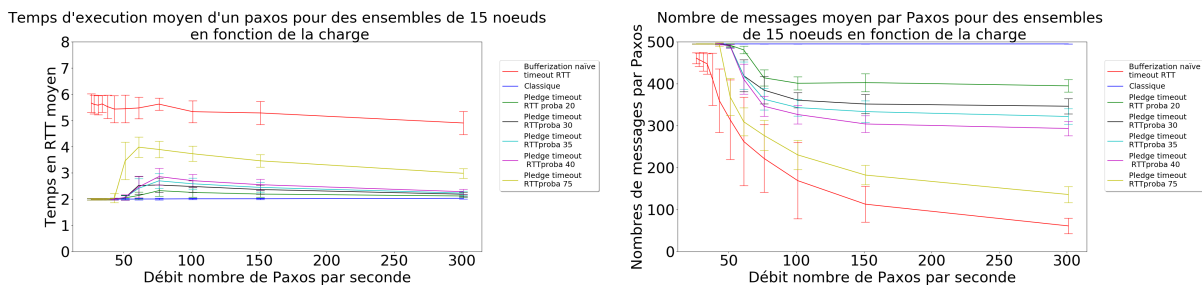 Temps d'execution moyen d'un paxos pour des ensembles de 15 noeuds
en fonction de la charge
8
7
6
5
4
3
2
1
0
Temps en RTT moyen
50
100
150
200
250
300
Débit nombre de Paxos par seconde
Bufferization naïve
timeout RTT
Classique
Pledge timeout
RTT proba 20
Pledge timeout
RTTproba 30
Pledge timeout
RTTproba 35
Pledge timeout
RTTproba 40
Pledge timeout
RTTproba 75
Nombre de messages moyen par Paxos pour des ensembles
de 15 noeuds en fonction de la charge
500
400
300
200
100
0
Nombres de messages par Paxos
50
100
150
200
250
300
Débit nombre de Paxos par seconde
Bufferization naïve
timeout RTT
Classique
Pledge timeout
RTT proba 20
Pledge timeout
RTTproba 30
Pledge timeout
RTTproba 35
Pledge timeout
RTTproba 40
Pledge timeout
RTTproba 75